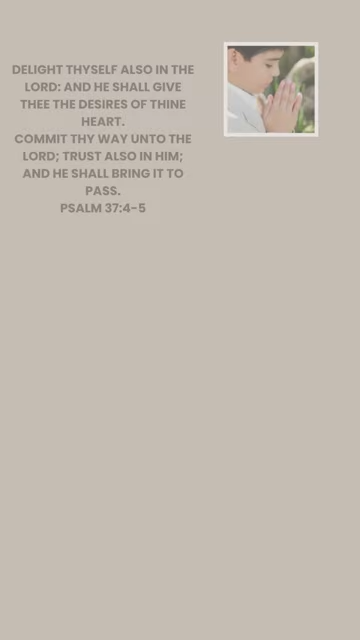 DELIGHT THYSELF ALSO IN THE
LORD: AND HE SHALL GIVE
THEE THE DESIRES OF THINE
HEART.
COMMIT THY WAY UNTO THE
LORD; TRUST ALSO IN HIM;
AND HE SHALL BRING IT TO
PASS.
PSALM 37:4-5